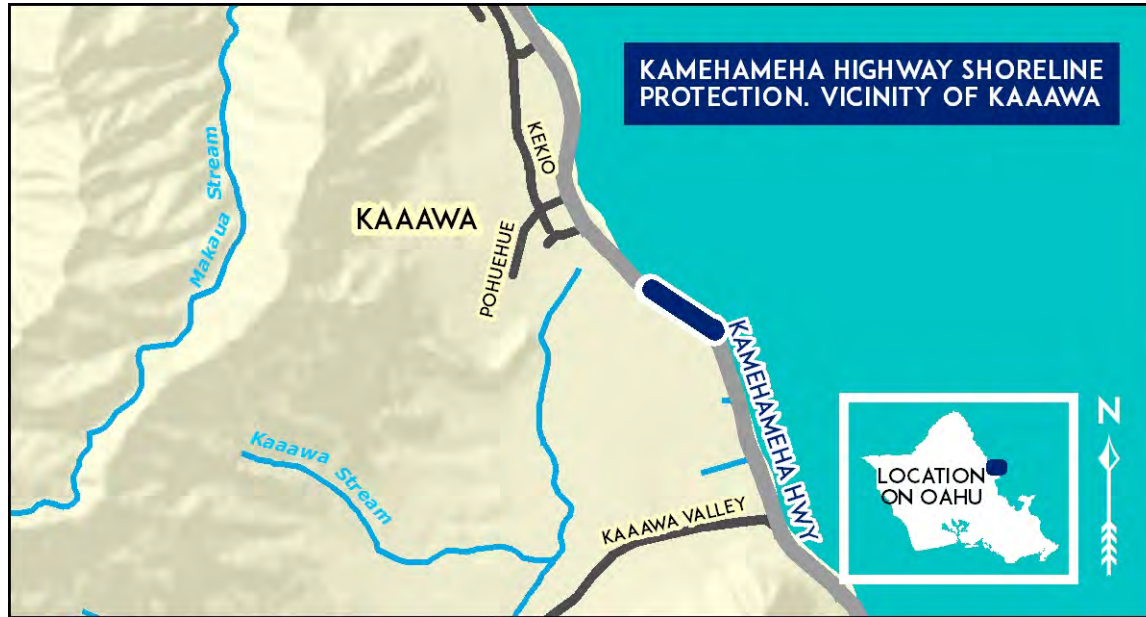 KAMEHAMEHA HIGHWAY SHORELINE
PROTECTION. VICINITY OF KAAAWA
KEKIO
Makaua Stream
KAAAWA
POHUEHUE
KAMEHAMEHA HWY
Kaaawa Stream
KAAAWA VALLEY
N
LOCATION
ON OAHU